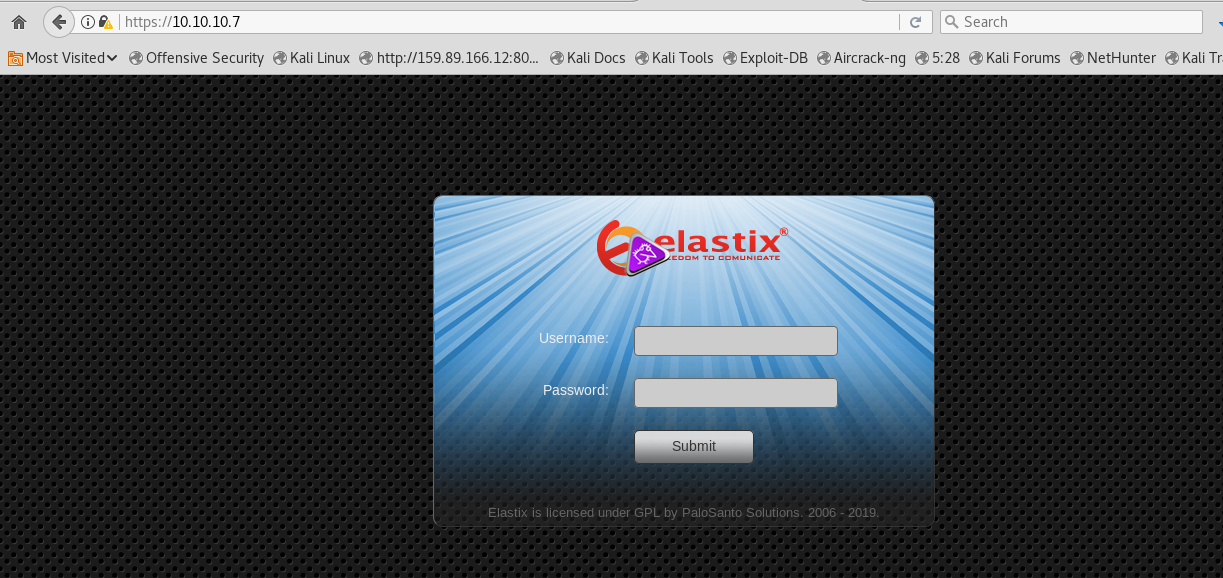 https://10.10.10.7 Search
Most Visited Offensive Security Kali Linux http://159.89.166.12:80... Kali Docs Kali Tools Exploit-DB Aircrack-ng 5:28 Kali Forums NetHunter Kali Tr
elastix®
EEDOM TO COMUNICATE
Username:
Password:
Submit
Elastix is licensed under GPL by PaloSanto Solutions. 2006 - 2019.